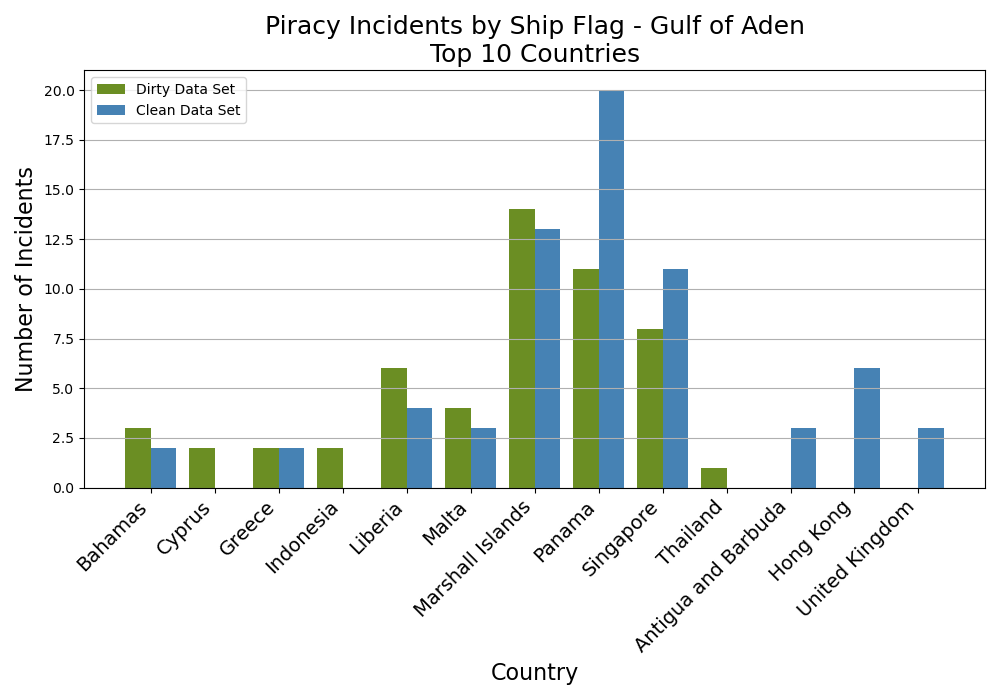 Piracy Incidents by Ship Flag - Gulf of Aden
Top 10 Countries
Dirty Data Set
Clean Data Set
Number of Incidents
20.0
17.5
15.0
12.5
10.0
7.5
5.0
2.5
0.0
Bahamas
Cyprus
Greece
Indonesia
Liberia
Malta
Marshall Islands
Panama
Singapore
Thailand
Antigua and Barbuda
Hong Kong
United Kingdom
Country